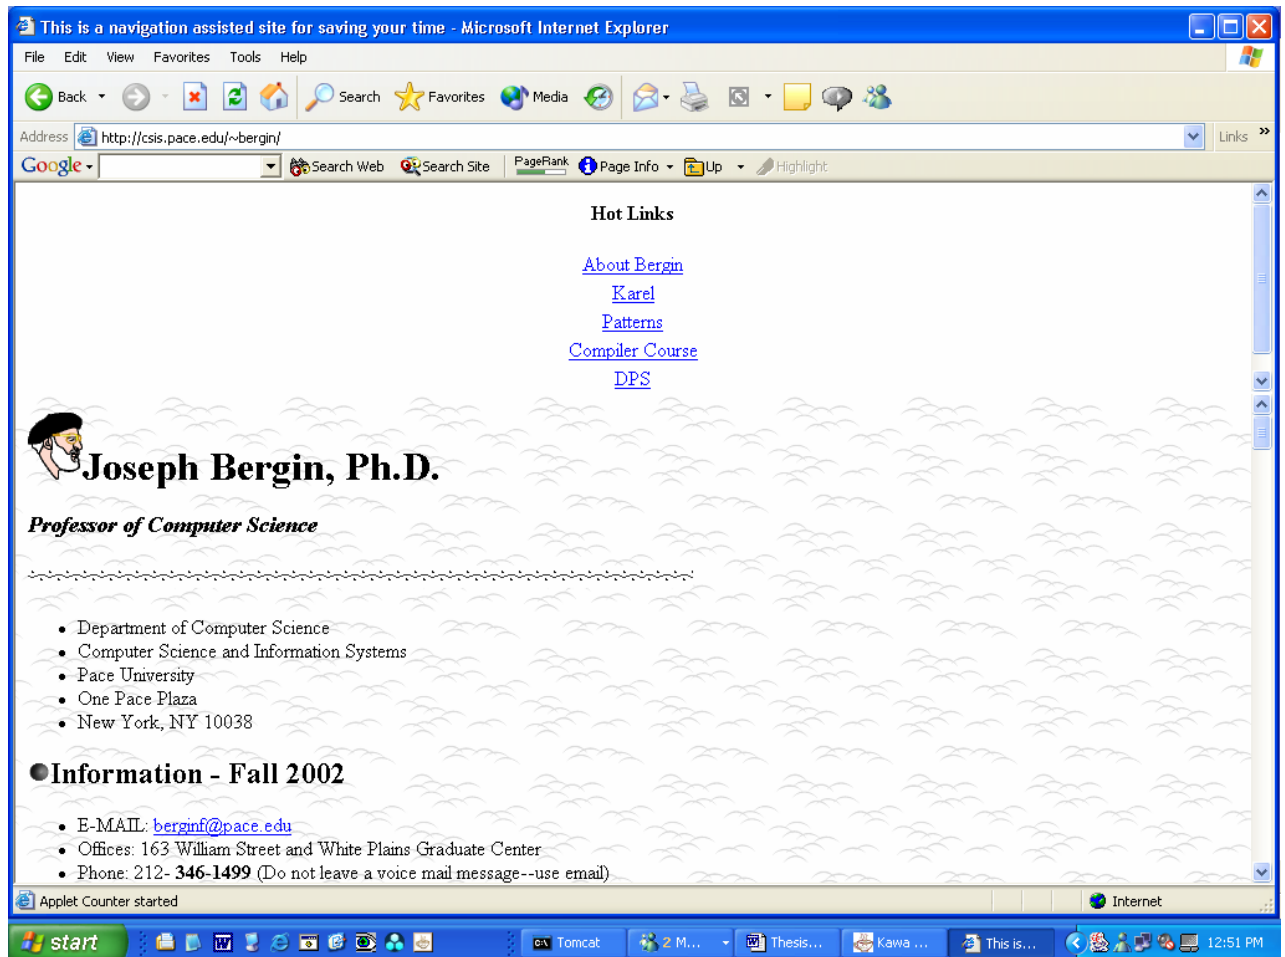 This is a navigation assisted site for saving your time - Microsoft Internet Explorer
File Edit View Favorites Tools Help
Back Search Favorites Media
Address http://csis.pace.edu/~bergin/ Links »
Google Search Web Search Site PageRank Page Info Up Highlight
Hot Links
About Bergin
Karel
Patterns
Compiler Course
DPS
Joseph Bergin, Ph.D.
Professor of Computer Science
• Department of Computer Science
• Computer Science and Information Systems
• Pace University
• One Pace Plaza
• New York, NY 10038
Information - Fall 2002
• E-MAIL: berginf@pace.edu
• Offices: 163 William Street and White Plains Graduate Center
• Phone: 212- 346-1499 (Do not leave a voice mail message--use email)
Applet Counter started Internet
start Tomcat 2 M... Thesis... Kawa ... This is... 12:51 PM